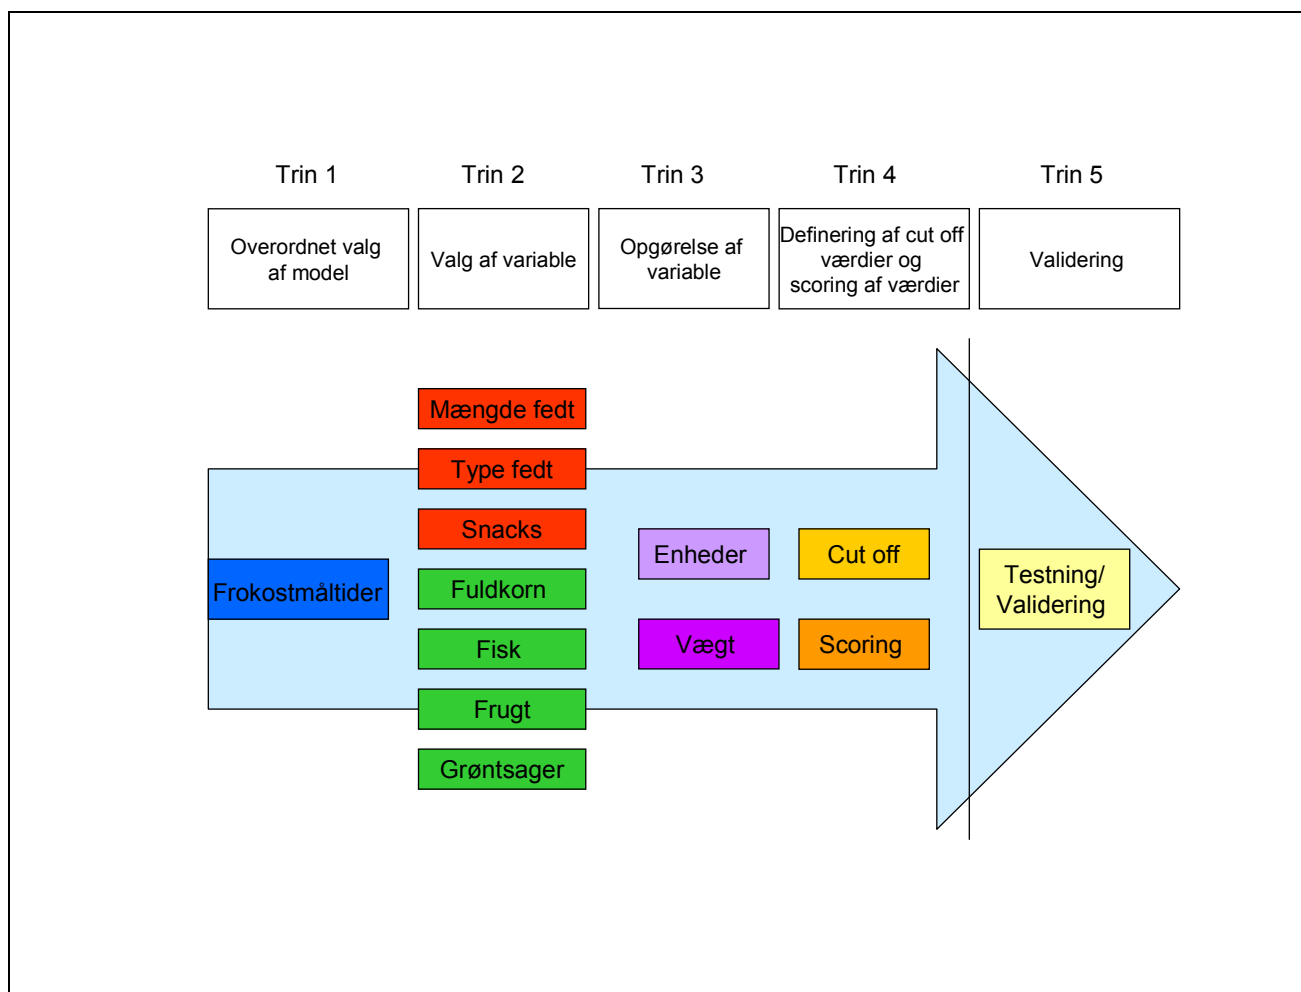 Trin 1
Trin 2
Trin 3
Trin 4
Trin 5
Overordnet valg
af model
Valg af variable
Opgørelse af
variable
Definering af cut off
værdier og
scoring af værdier
Validering
Frokostmåltider
Mængde fedt
Type fedt
Snacks
Fuldkorn
Fisk
Frugt
Grøntsager
Enheder
Vægt
Cut off
Scoring
Testning/
Validering